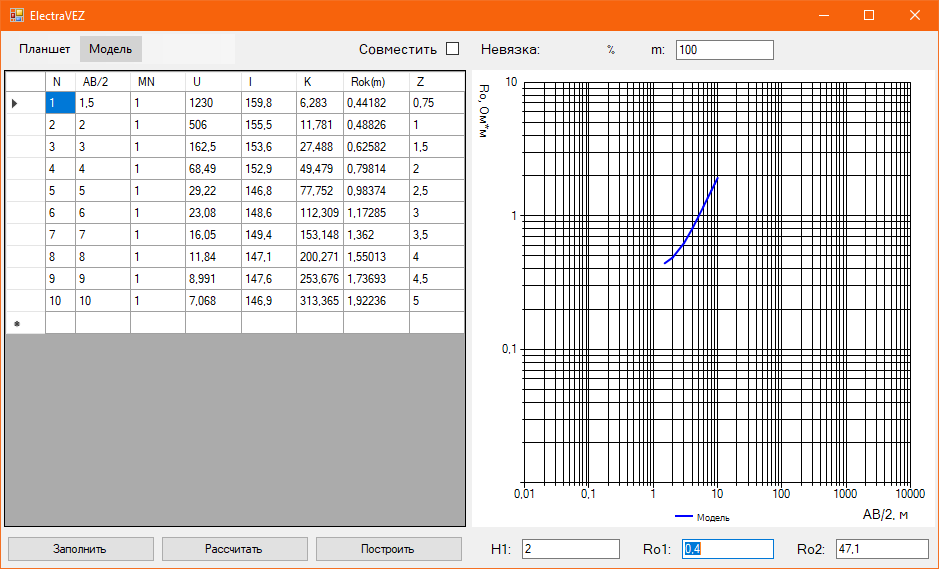 ElectraVEZ
Планшет Модель Совместить Невязка: % m: 100
N AB/2 MN U I K Rok(m) Z
1 1,5 1 1230 159,8 6,283 0,44182 0,75
2 2 1 506 155,5 11,781 0,48826 1
3 3 1 162,5 153,6 27,488 0,62582 1,5
4 4 1 68,49 152,9 49,479 0,79814 2
5 5 1 29,22 146,8 77,752 0,98374 2,5
6 6 1 23,08 148,6 112,309 1,17285 3
7 7 1 16,05 149,4 153,148 1,362 3,5
8 8 1 11,84 147,1 200,271 1,55013 4
9 9 1 8,991 147,6 253,676 1,73693 4,5
10 10 1 7,068 146,9 313,365 1,92236 5
Ro, Ом*м
10
1
0,1
0,01 0,1 1 10 100 1000 10000
Модель
AB/2, м
Заполнить Рассчитать Построить H1: 2 Ro1: 0,4 Ro2: 47,1